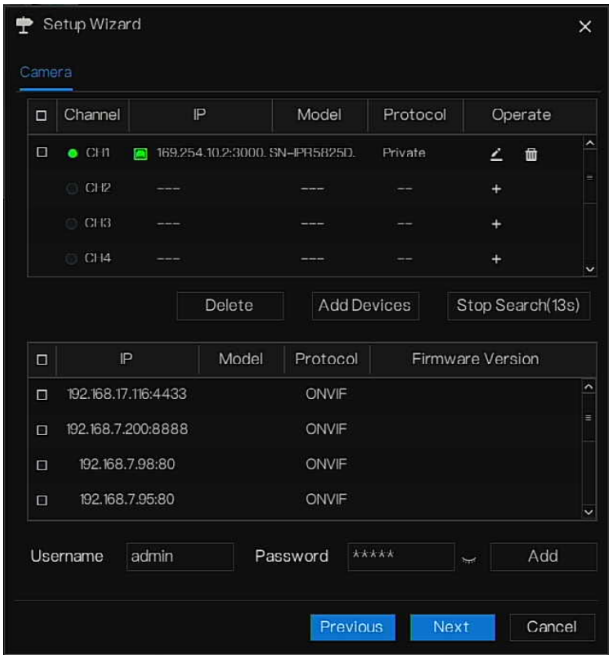 Setup Wizard
Camera
Channel IP Model Protocol Operate
CH1 169.254.10.2:3000. SN-IPR5825D. Private
CH2 --- --- -- +
CH3 --- --- -- +
CH4 --- --- -- +
Delete Add Devices Stop Search(13s)
IP Model Protocol Firmware Version
192.168.17.116:4433 ONVIF
192.168.7.200:8888 ONVIF
192.168.7.98:80 ONVIF
192.168.7.95:80 ONVIF
Username admin Password ***** Add
Previous Next Cancel